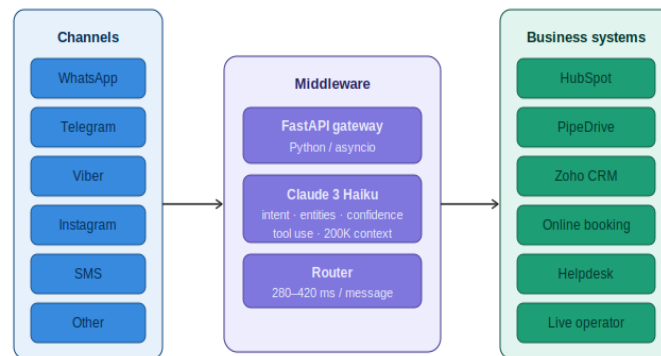 Channels
WhatsApp
Telegram
Viber
Instagram
SMS
Other
Middleware
FastAPI gateway
Python / asyncio
Claude 3 Haiku
intent · entities · confidence
tool use · 200K context
Router
280–420 ms / message
Business systems
HubSpot
PipeDrive
Zoho CRM
Online booking
Helpdesk
Live operator